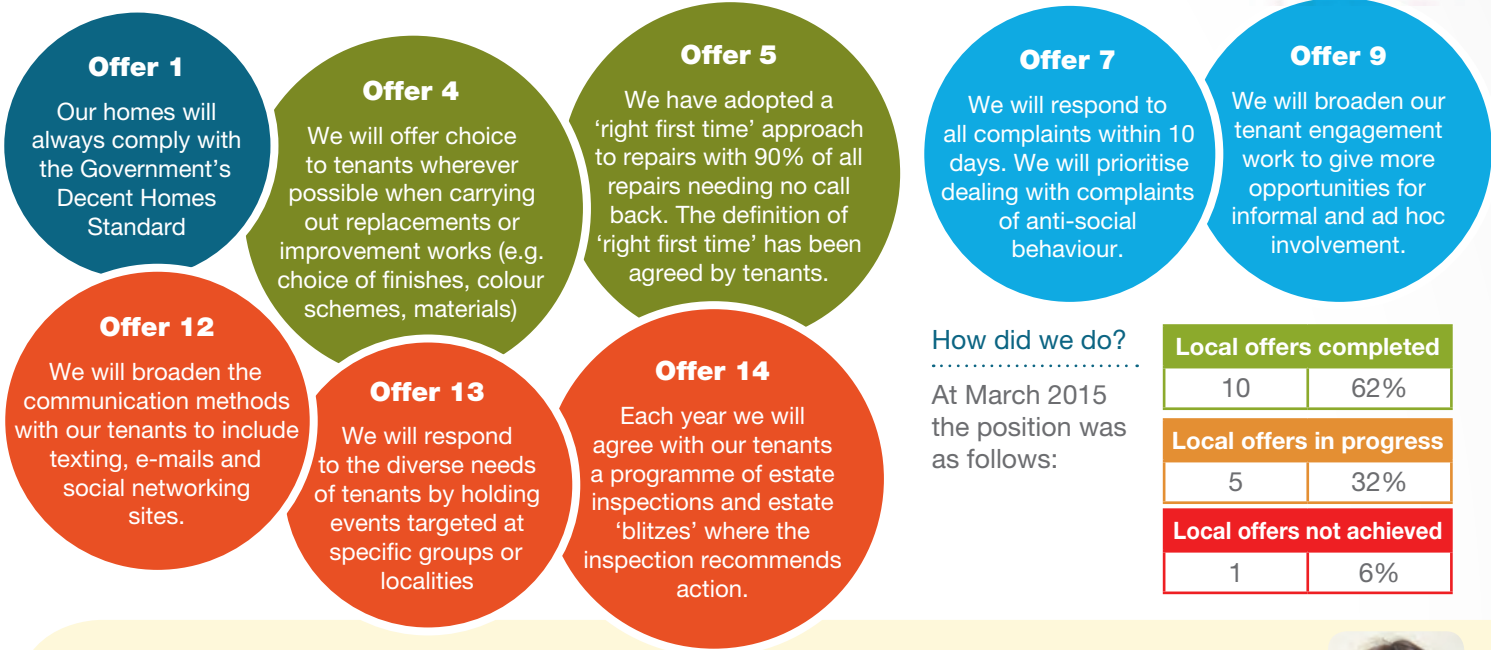 Offer 1
Our homes will
always comply with
the Government's
Decent Homes
Standard
Offer 4
We will offer choice
to tenants wherever
possible when carrying
out replacements or
improvement works (e.g.
choice of finishes, colour
schemes, materials)
Offer 5
We have adopted a
‘right first time’ approach
to repairs with 90% of all
repairs needing no call
back. The definition of
‘right first time’ has been
agreed by tenants.
Offer 7
We will respond to
all complaints within 10
days. We will prioritise
dealing with complaints
of anti-social
behaviour.
Offer 9
We will broaden our
tenant engagement
work to give more
opportunities for
informal and ad hoc
involvement.
Offer 12
We will broaden the
communication methods
with our tenants to include
texting, e-mails and
social networking
sites.
Offer 13
We will respond
to the diverse needs
of tenants by holding
events targeted at
specific groups or
localities
Offer 14
Each year we will
agree with our tenants
a programme of estate
inspections and estate
‘blitzes’ where the
inspection recommends
action.
How did we do?
At March 2015
the position was
as follows:
Local offers completed
10 62%
Local offers in progress
5 32%
Local offers not achieved
1 6%